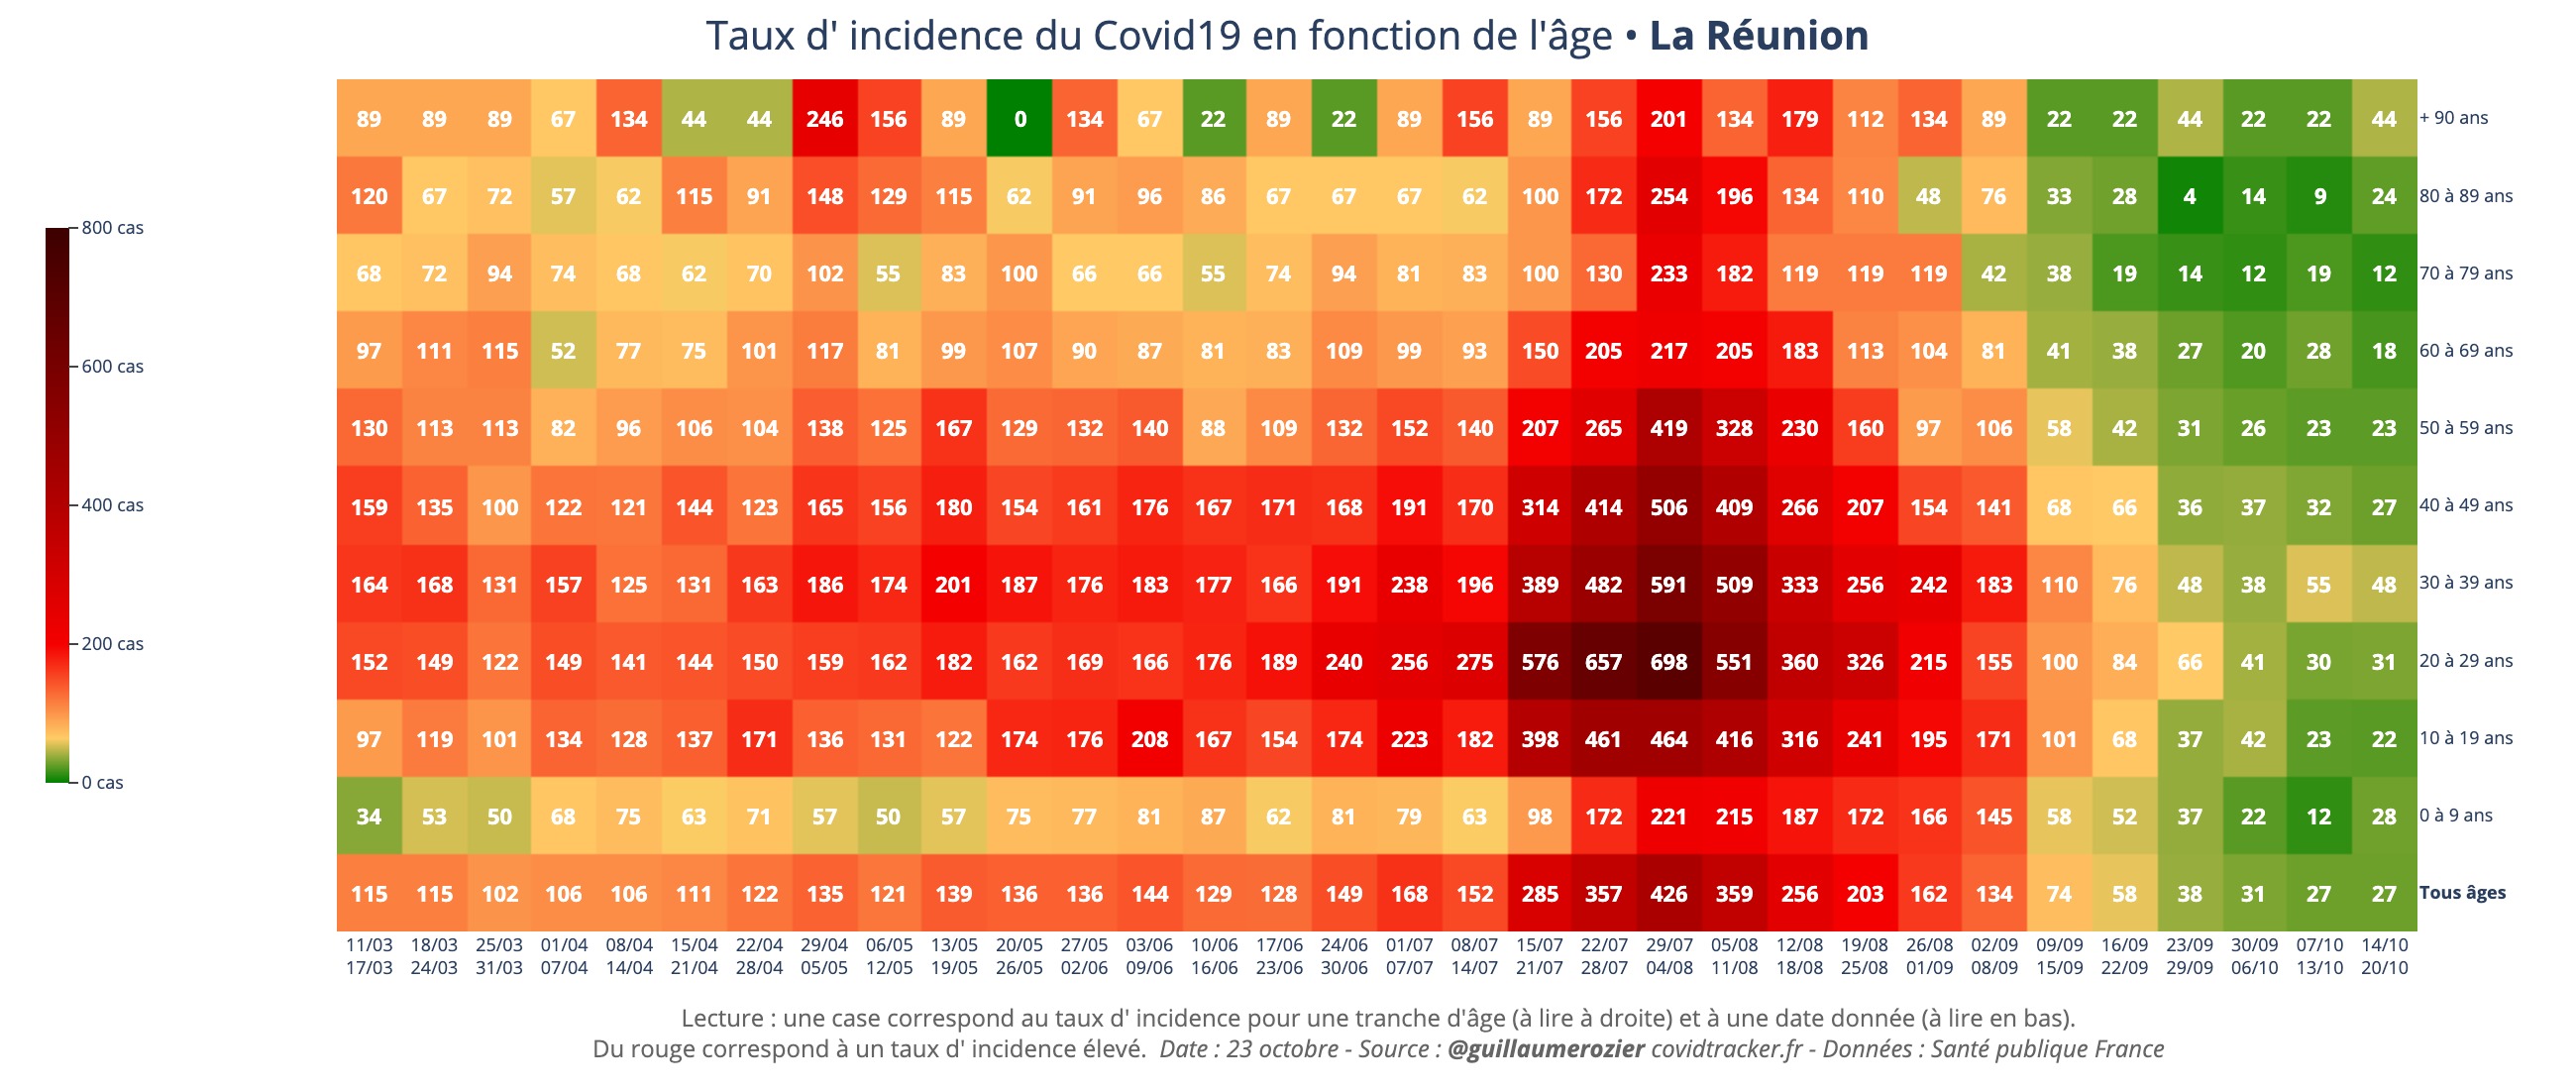 Taux d' incidence du Covid19 en fonction de l'âge • La Réunion
800 cas
600 cas
400 cas
200 cas
0 cas
89 89 89 67 134 44 44 246 156 89 0 134 67 22 89 22 89 156 89 156 201 134 179 112 134 89 22 22 44 22 22 44 + 90 ans
120 67 72 57 62 115 91 148 129 115 62 91 96 86 67 67 67 62 100 172 254 196 134 110 48 76 33 28 4 14 9 24 80 à 89 ans
68 72 94 74 68 62 70 102 55 83 100 66 66 55 74 94 81 83 100 130 233 182 119 119 119 42 38 19 14 12 19 12 70 à 79 ans
97 111 115 52 77 75 101 117 81 99 107 90 87 81 83 109 99 93 150 205 217 205 183 113 104 81 41 38 27 20 28 18 60 à 69 ans
130 113 113 82 96 106 104 138 125 167 129 132 140 88 109 132 152 140 207 265 419 328 230 160 97 106 58 42 31 26 23 23 50 à 59 ans
159 135 100 122 121 144 123 165 156 180 154 161 176 167 171 168 191 170 314 414 506 409 266 207 154 141 68 66 36 37 32 27 40 à 49 ans
164 168 131 157 125 131 163 186 174 201 187 176 183 177 166 191 238 196 389 482 591 509 333 256 242 183 110 76 48 38 55 48 30 à 39 ans
152 149 122 149 141 144 150 159 162 182 162 169 166 176 189 240 256 275 576 657 698 551 360 326 215 155 100 84 66 41 30 31 20 à 29 ans
97 119 101 134 128 137 171 136 131 122 174 176 208 167 154 174 223 182 398 461 464 416 316 241 195 171 101 68 37 42 23 22 10 à 19 ans
34 53 50 68 75 63 71 57 50 57 75 77 81 87 62 81 79 63 98 172 221 215 187 172 166 145 58 52 37 22 12 28 0 à 9 ans
115 115 102 106 106 111 122 135 121 139 136 136 144 129 128 149 168 152 285 357 426 359 256 203 162 134 74 58 38 31 27 27 Tous âges
11/03 18/03 25/03 01/04 08/04 15/04 22/04 29/04 06/05 13/05 20/05 27/05 03/06 10/06 17/06 24/06 01/07 08/07 15/07 22/07 29/07 05/08 12/08 19/08 26/08 02/09 09/09 16/09 23/09 30/09 07/10 14/10
17/03 24/03 31/03 07/04 14/04 21/04 28/04 05/05 12/05 19/05 26/05 02/06 09/06 16/06 23/06 30/06 07/07 14/07 21/07 28/07 04/08 11/08 18/08 25/08 01/09 08/09 15/09 22/09 29/09 06/10 13/10 20/10
Lecture : une case correspond au taux d' incidence pour une tranche d'âge (à lire à droite) et à une date donnée (à lire en bas).
Du rouge correspond à un taux d' incidence élevé. Date : 23 octobre - Source : @guillaumerozier covidtracker.fr - Données : Santé publique France